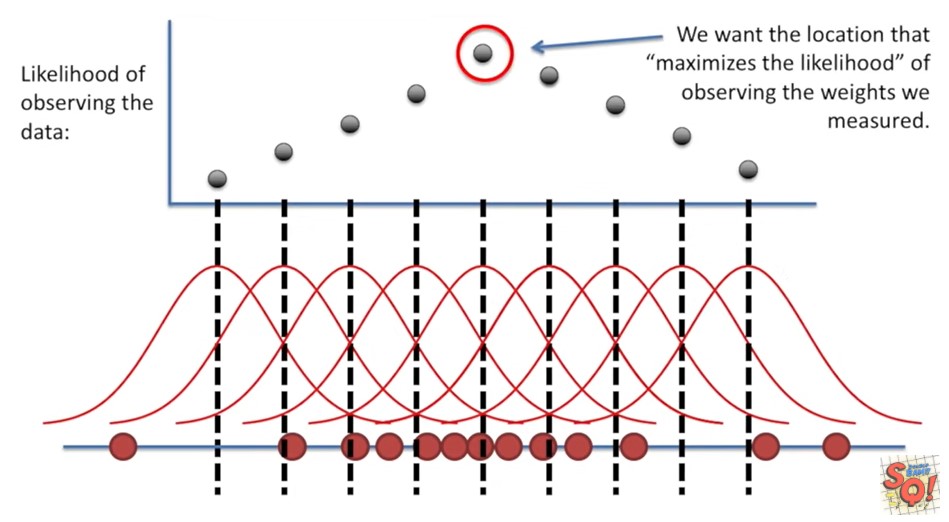 Likelihood of
observing the
data:
We want the location that
“maximizes the likelihood” of
observing the weights we
measured.
SQ!